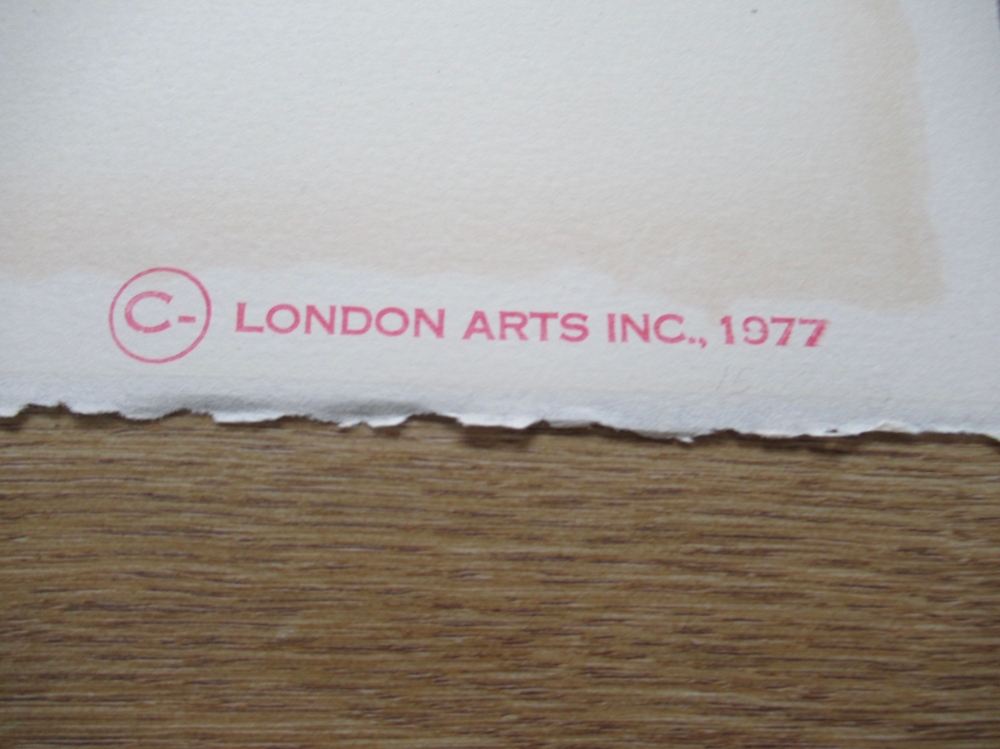 C- LONDON ARTS INC., 1977